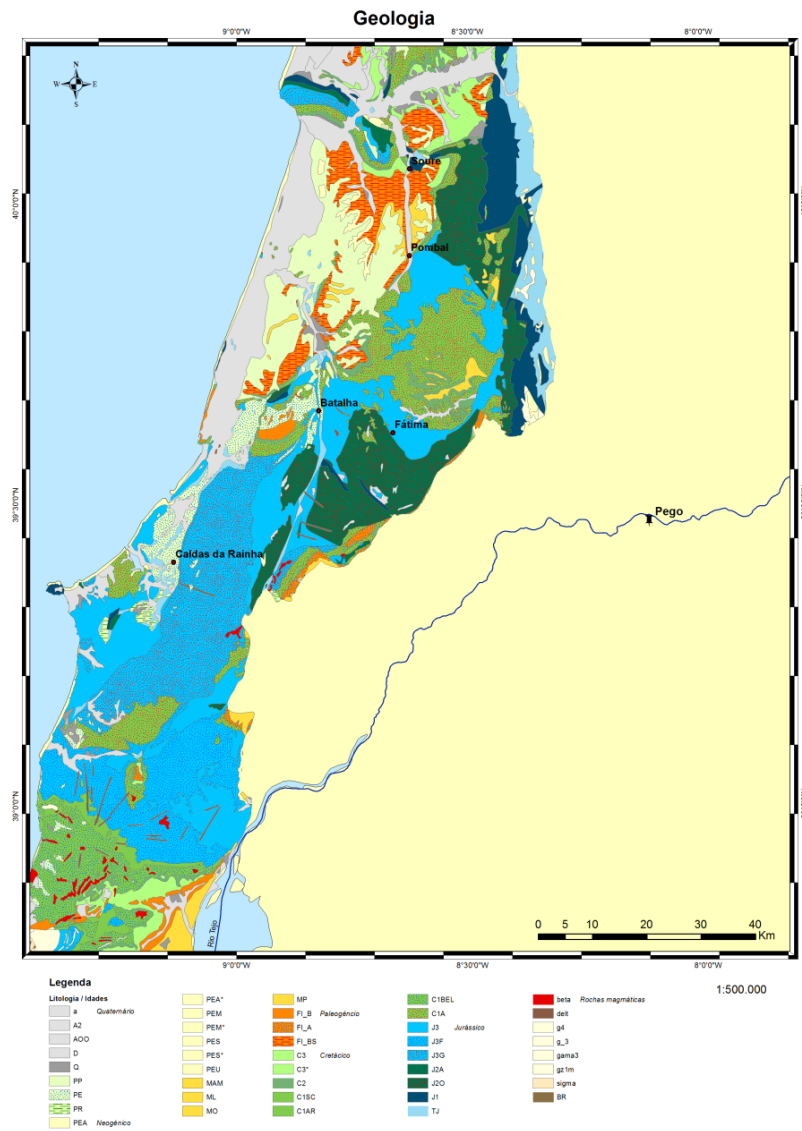 Geologia
9°0'0"W 8°30'0"W 8°0'0"W
N
W E
S
Soure
40°0'0"N
Pombal
Batalha
Fátima
39°30'0"N
Pego
Caldas da Rainha
39°0'0"N
Rio Tejo
0 5 10 20 30 40
Km
9°0'0"W 8°30'0"W 8°0'0"W
Legenda
1:500.000
Litologia / Idades
a Quaternário
A2
AOO
D
Q
PP
PE
PR
PEA Neogénico
PEA*
PEM
PEM*
PES
PES*
PEU
MAM
ML
MO
MP
FI_B Paleogéncio
FI_A
FI_BS
C3 Cretácico
C3*
C2
C1SC
C1AR
C1BEL
C1A
J3 Jurássico
J3F
J3G
J2A
J2O
J1
TJ
beta Rochas magmáticas
delt
g4
g_3
gama3
gz1m
sigma
BR